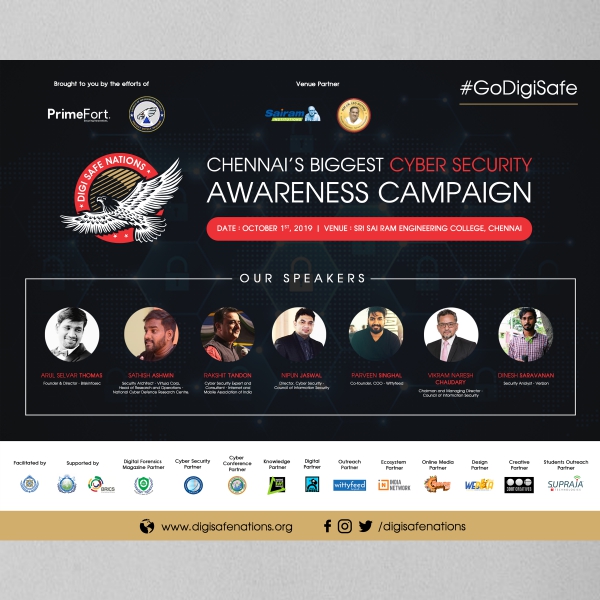 Brought to you by the efforts of
Venue Partner
#GoDigiSafe
PrimeFort.
Sairam
DIGI SAFE NATIONS
CHENNAI'S BIGGEST CYBER SECURITY
AWARENESS CAMPAIGN
DATE : OCTOBER 1ST, 2019 | VENUE : SRI SAI RAM ENGINEERING COLLEGE, CHENNAI
OUR SPEAKERS
ARUL SELVAR THOMAS
Founder & Director - Briskinfosec
SATHISH ASHWIN
Security Architect - Virtusa Corp,
Head of Research and Operations -
National Cyber Defence Research Centre
RAKSHIT TANDON
Cyber Security Expert and
Consultant - Internet and
Mobile Association of India
NIPUN JASWAL
Director, Cyber Security -
Council of Information Security
PARVEEN SINGHAL
Co-founder, COO - WittyFeed
VIKRAM NARESH
CHAUDARY
Chairman and Managing Director -
Council of Information Security
DINESH SARAVANAN
Security Analyst - Verizon
Facilitated by
Supported by
Digital Forensics
Magazine Partner
Cyber Security
Partner
Cyber
Conference
Partner
Knowledge
Partner
Digital
Partner
Outreach
Partner
Ecosystem
Partner
Online Media
Partner
Design
Partner
Creative
Partner
Students Outreach
Partner
BRICS
wittyfeed
INDIA
NETWORK
SUPRAJA
www.digisafenations.org
/digisafenations